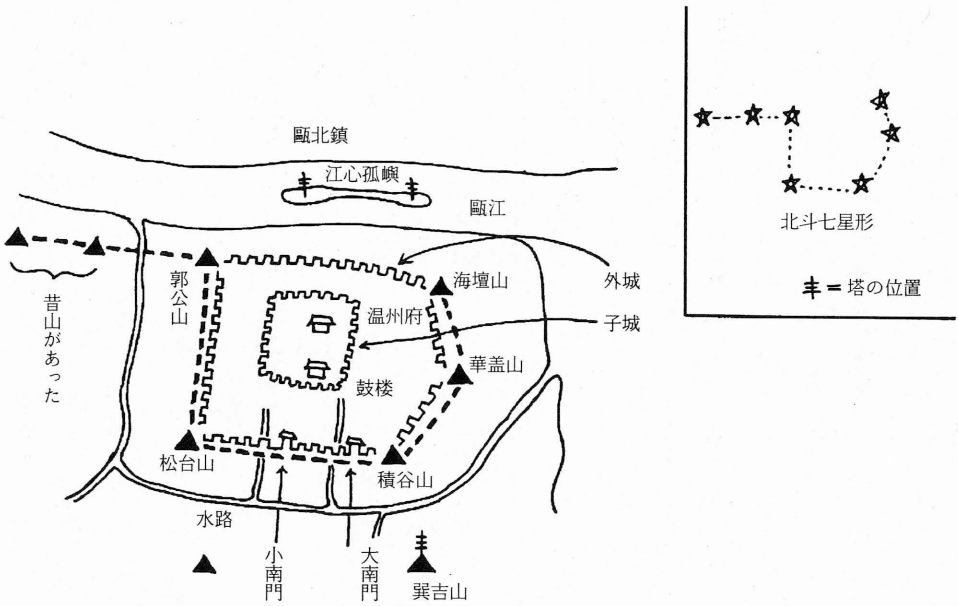 甌北鎮
江心孤嶼
甌江
北斗七星形
=塔の位置
外城
海壇山
郭公山
昔山があった
温州府
子城
鼓楼
華盖山
松台山
積谷山
水路
小南門
大南門
巽吉山